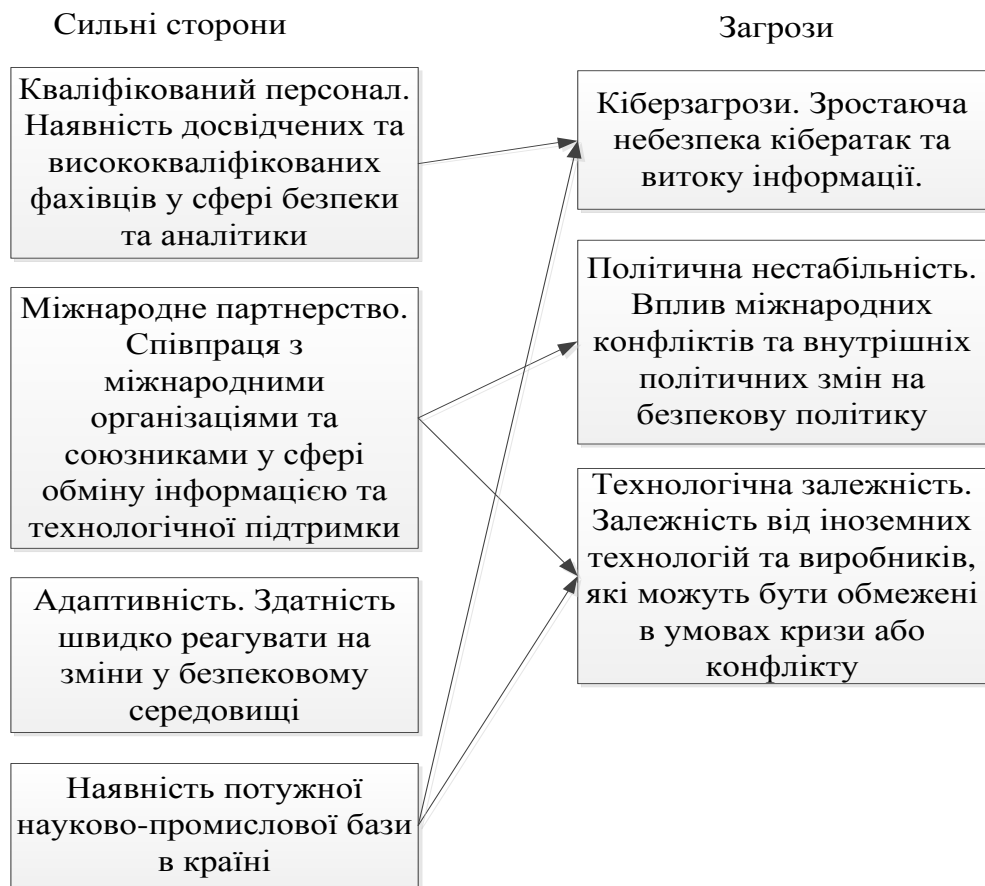 Сильні сторони
Кваліфікований персонал.
Наявність досвідчених та
висококваліфікованих
фахівців у сфері безпеки
та аналітики
Міжнародне партнерство.
Співпраця з
міжнародними
організаціями та
союзниками у сфері
обміну інформацією та
технологічної підтримки
Адаптивність. Здатність
швидко реагувати на
зміни у безпековому
середовищі
Наявність потужної
науково-промислової бази
в країні
Загрози
Кіберзагрози. Зростаюча
небезпека кібератак та
витоку інформації.
Політична нестабільність.
Вплив міжнародних
конфліктів та внутрішніх
політичних змін на
безпекову політику
Технологічна залежність.
Залежність від іноземних
технологій та виробників,
які можуть бути обмежені
в умовах кризи або
конфлікту